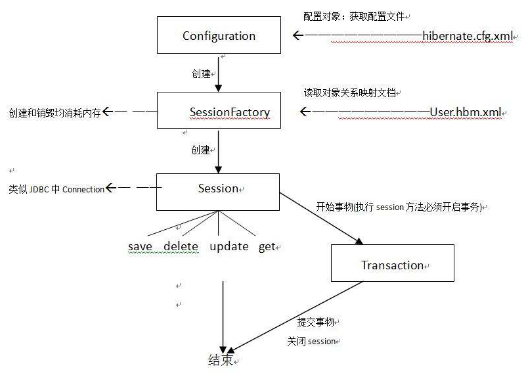 配置对象：获取配置文件
Configuration
hibernate.cfg.xml
创建
读取对象关系映射文档
创建和销毁均消耗内存
SessionFactory
User.hbm.xml
创建
类似 JDBC 中 Connection
Session
开始事物(执行 session 方法必须开启事务)
save delete update get
Transaction
提交事物
关闭 session
结束